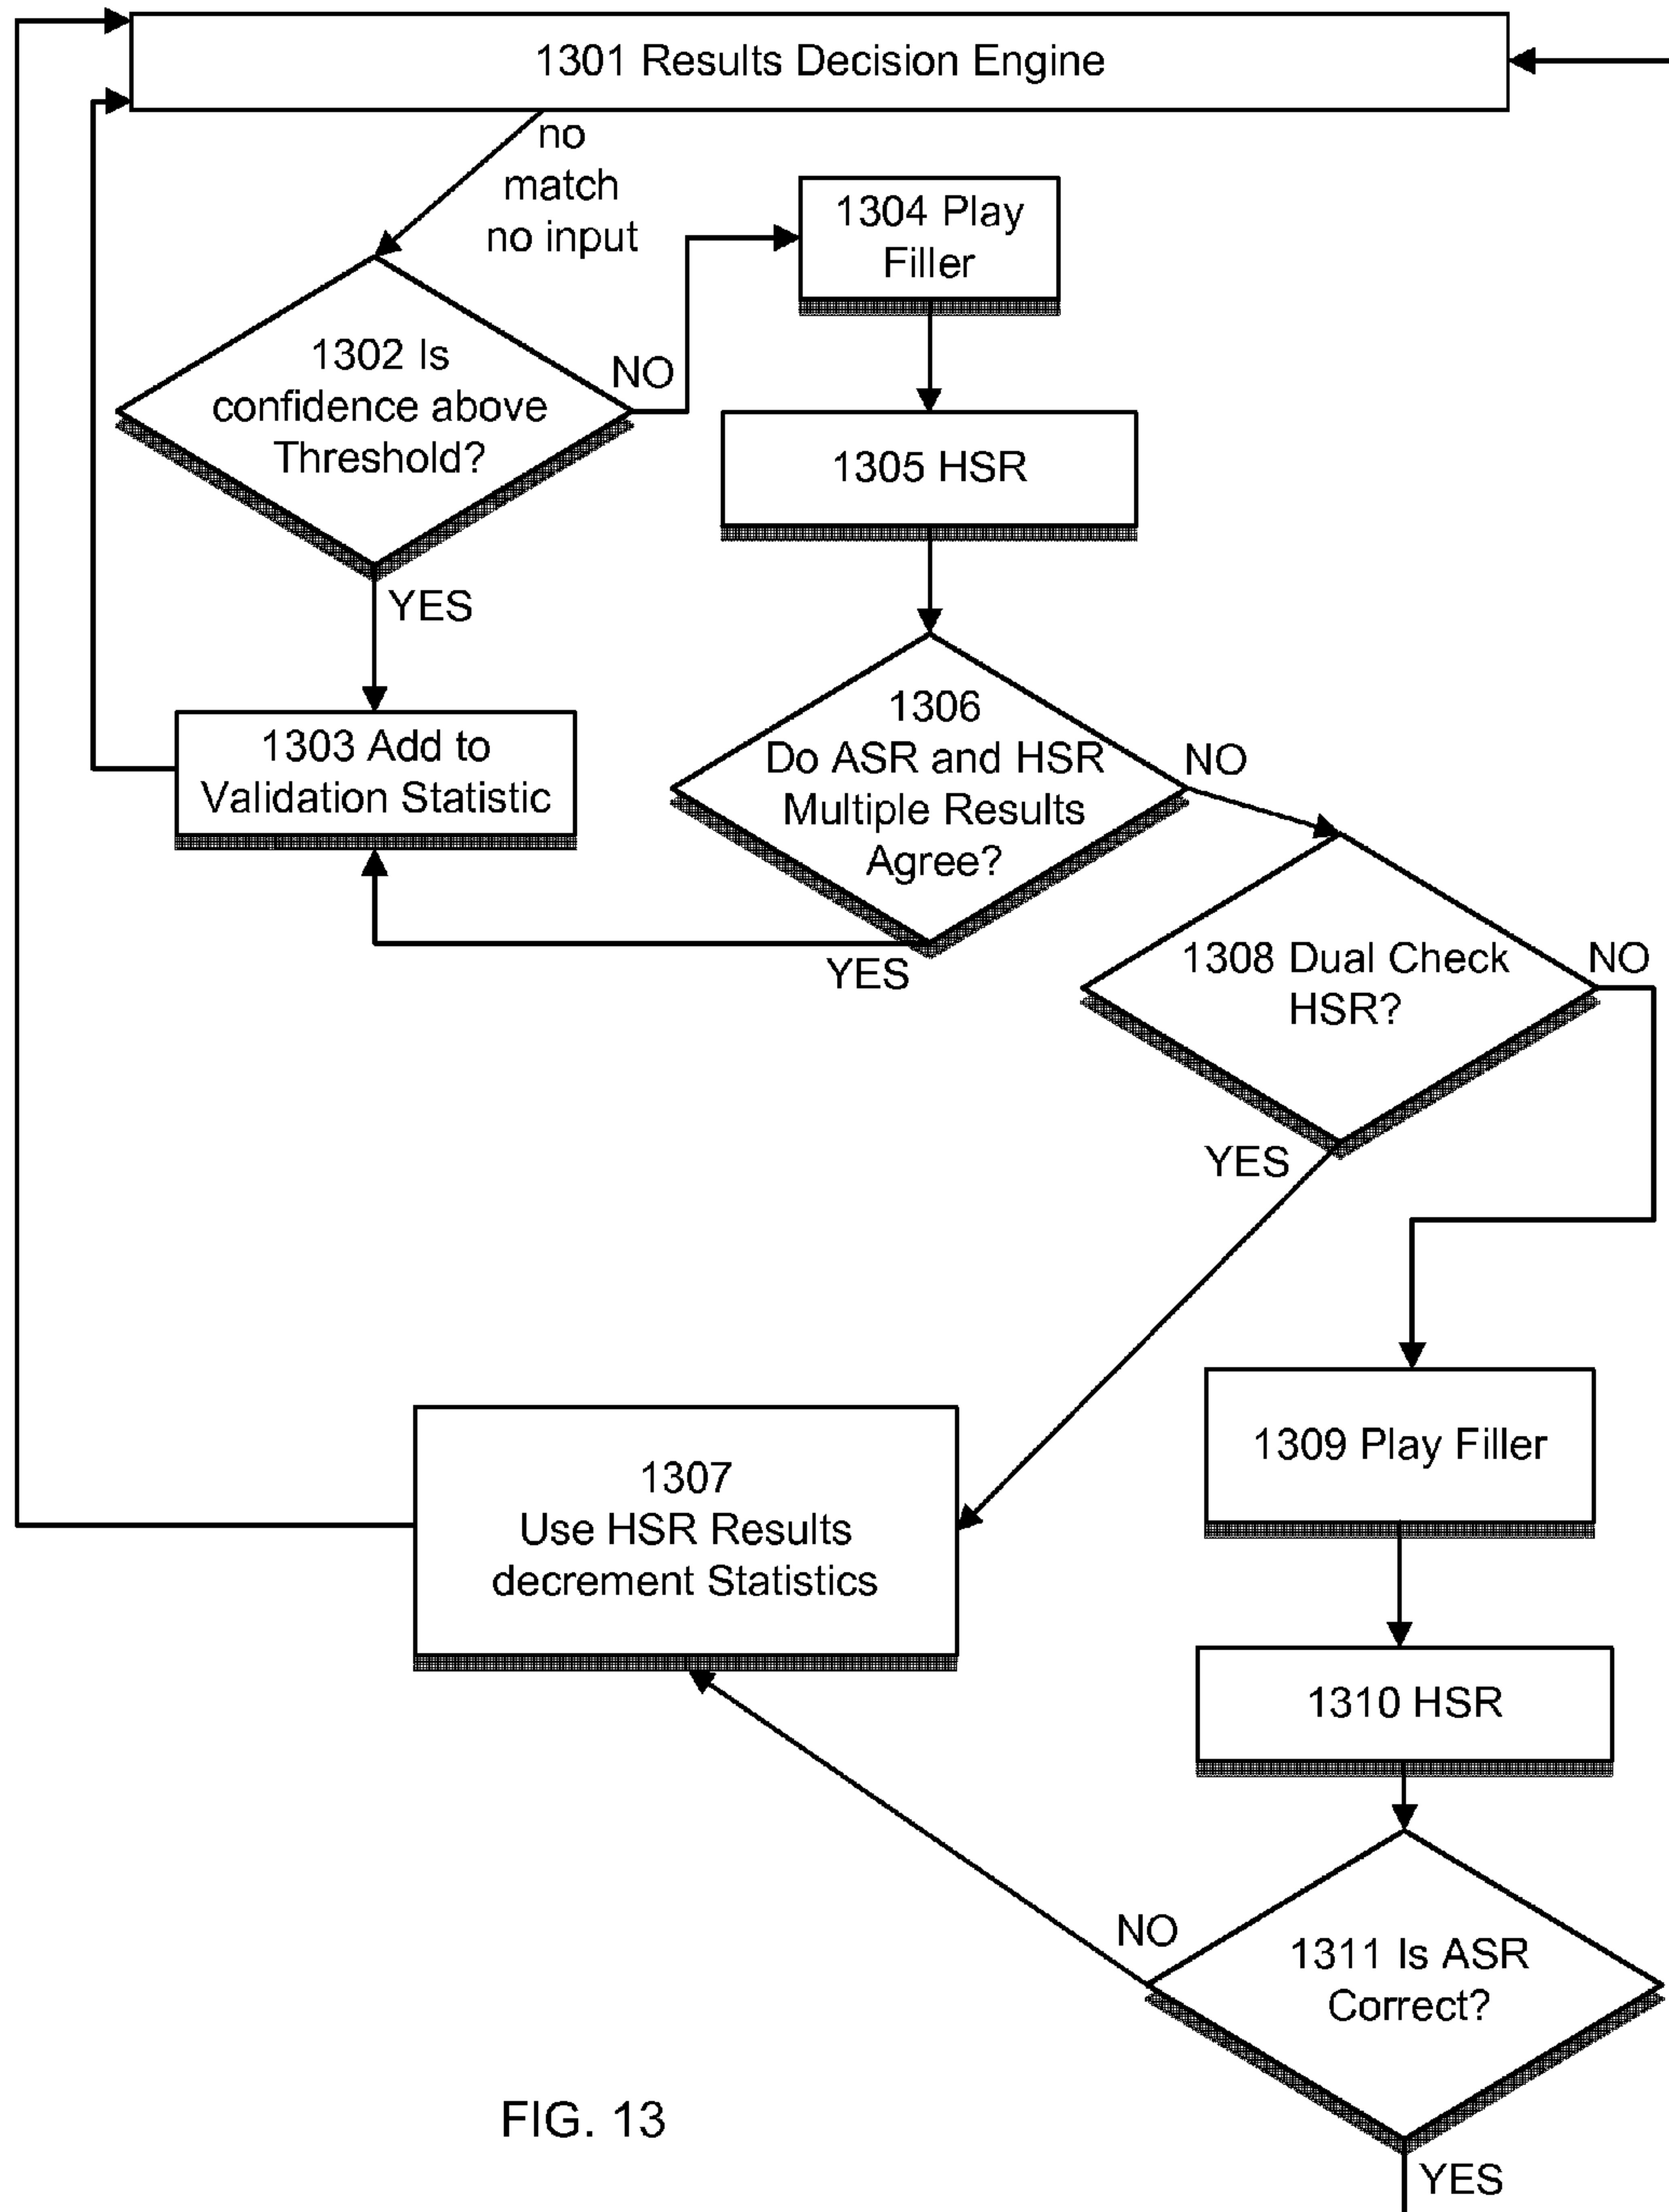 1301 Results Decision Engine
no
match
no input
1304 Play
Filler
1302 Is
confidence above
Threshold?
NO
1305 HSR
YES
1306
Do ASR and HSR
Multiple Results
Agree?
NO
1303 Add to
Validation Statistic
YES
1308 Dual Check
HSR?
NO
YES
1309 Play Filler
1307
Use HSR Results
decrement Statistics
1310 HSR
NO
1311 Is ASR
Correct?
FIG. 13
YES